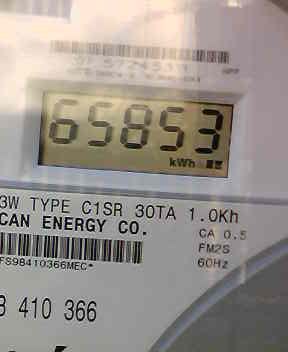 65853
kWh
3W TYPE C1SR 30TA 1.0Kh
CAN ENERGY CO.
CA 0.5
FM2S
60Hz
FS98410366MEC*
410 366